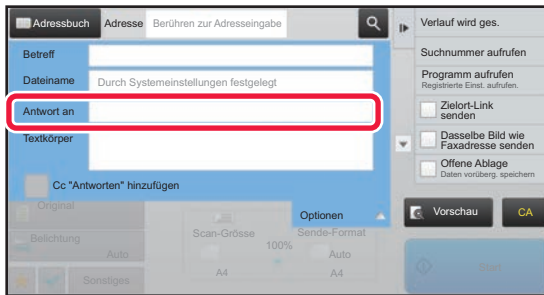 Adressbuch
Adresse
Berühren zur Adresseingabe
Betreff
Dateiname
Durch Systemeinstellungen festgelegt
Antwort an
Textkörper
Cc "Antworten" hinzufügen
Optionen
Original
Belichtung
Auto
Sonstiges
Scan-Grösse
A4
100%
Sende-Format
Auto
A4
Verlauf wird ges.
Suchnummer aufrufen
Programm aufrufen
Registrierte Einst. aufrufen.
Zielort-Link
senden
Dasselbe Bild wie
Faxadresse senden
Offene Ablage
Daten vorüberg. speichern
Vorschau
CA
Start